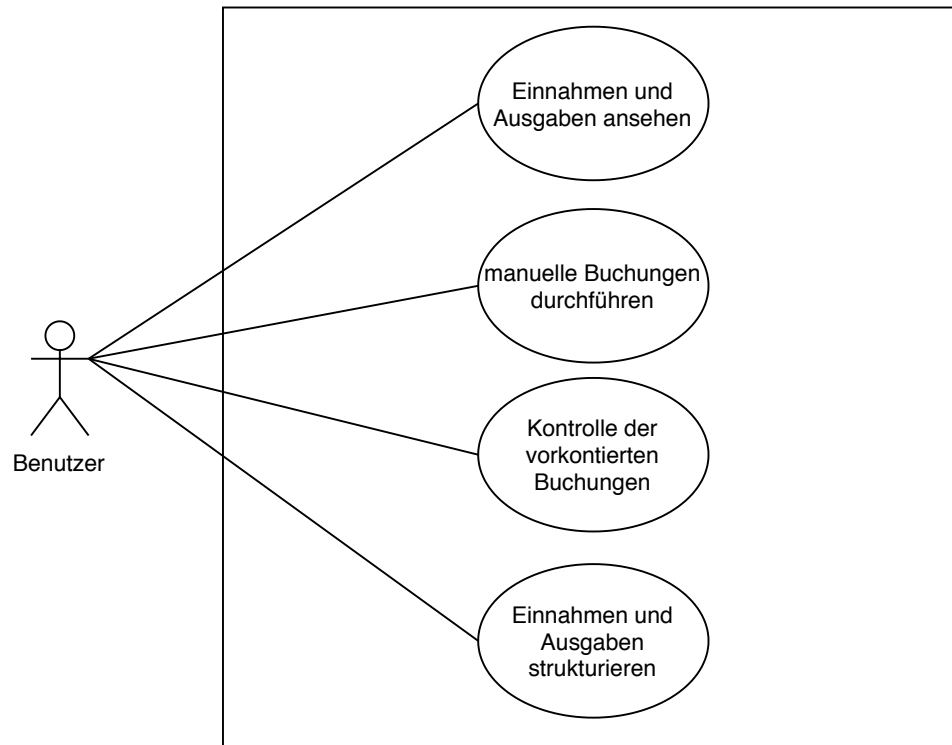 Einnahmen und
Ausgaben ansehen
manuelle Buchungen
durchführen
Kontrolle der
vorkontierten
Buchungen
Benutzer
Einnahmen und
Ausgaben
strukturieren